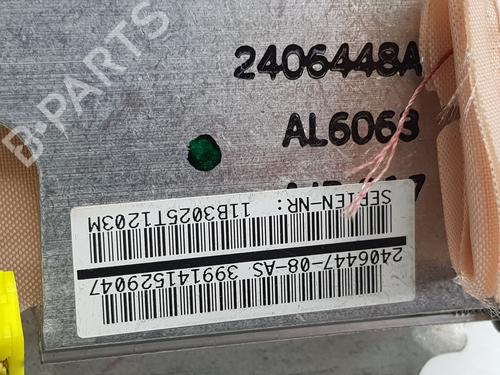 B-PARTS
2406448A
AL6063
SERIEN-NR: 11B3025T1203M
2406447-08-AS 399141529047